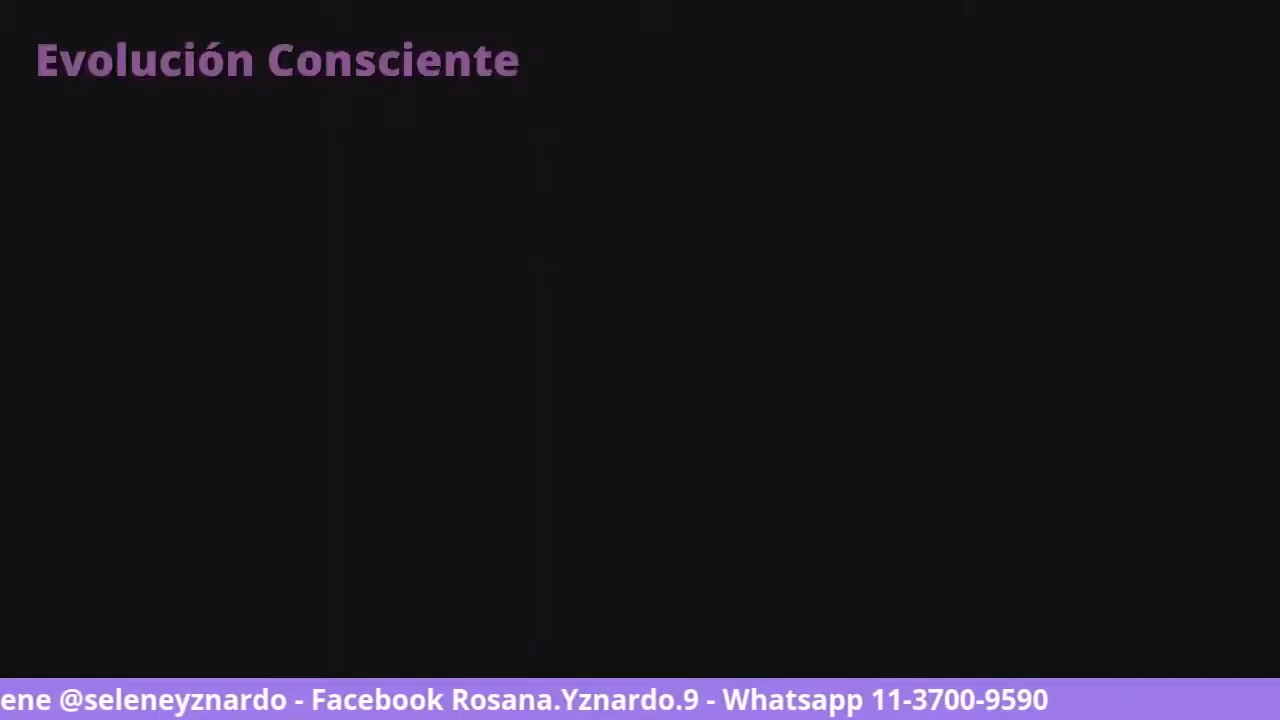 Evolución Consciente
ene @seleneyznardo - Facebook Rosana.Yznardo.9 - Whatsapp 11-3700-9590